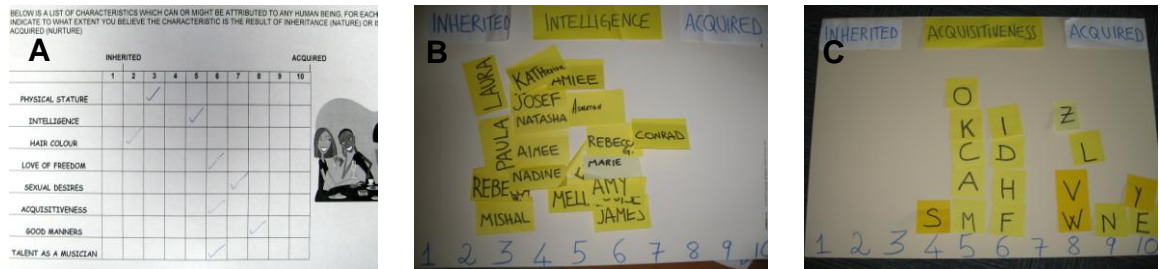 BELOW IS A LIST OF CHARACTERISTICS WHICH CAN OR MIGHT BE ATTRIBUTED TO ANY HUMAN BEING. FOR EACH
INDICATE TO WHAT EXTENT YOU BELIEVE THE CHARACTERISTIC IS THE RESULT OF INHERITANCE (NATURE) OR IS
ACQUIRED (NURTURE)
A
INHERITED ACQUIRED
1 2 3 4 5 6 7 8 9 10
PHYSICAL STATURE
INTELLIGENCE
HAIR COLOUR
LOVE OF FREEDOM
SEXUAL DESIRES
ACQUISITIVENESS
GOOD MANNERS
TALENT AS A MUSICIAN
INHERITED INTELLIGENCE ACQUIRED
B
LAURA
KATHERINE AMIEE
JOSEF
NATASHA
PAULA AIMEE REBECCA CONRAD
MARIE
NADINE
AMY
MISHAL JAMES
1 2 3 4 5 6 7 8 9 10
INHERITED ACQUISITIVENESS ACQUIRED
C
O
K I Z
C D L
A H V Y
S M F W N E
1 2 3 4 5 6 7 8 9 10